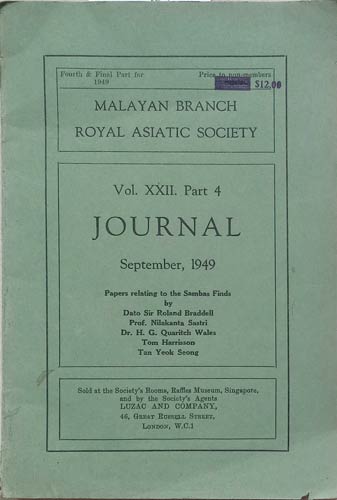 Fourth & Final Part for
1949
Price to non-members
$12.00
MALAYAN BRANCH
ROYAL ASIATIC SOCIETY
Vol. XXII. Part 4
JOURNAL
September, 1949
Papers relating to the Sambas Finds
by
Dato Sir Roland Braddell
Prof. Nilakanta Sastri
Dr. H. G. Quaritch Wales
Tom Harrisson
Tan Yeok Seong
Sold at the Society's Rooms, Raffles Museum, Singapore,
and by the Society's Agents
LUZAC AND COMPANY,
46, GREAT RUSSELL STREET,
LONDON, W.C.1